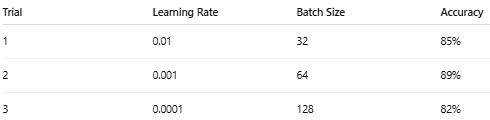 Trial Learning Rate Batch Size Accuracy
1 0.01 32 85%
2 0.001 64 89%
3 0.0001 128 82%